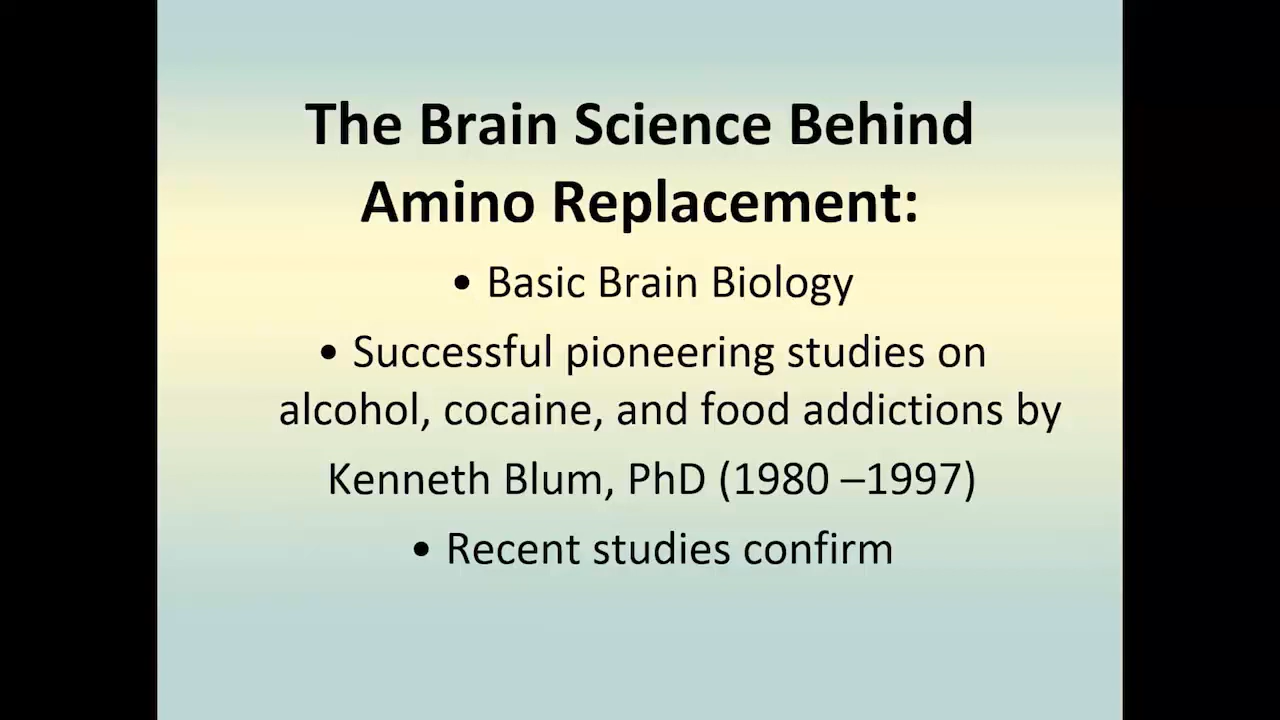 The Brain Science Behind
Amino Replacement:
• Basic Brain Biology
• Successful pioneering studies on
alcohol, cocaine, and food addictions by
Kenneth Blum, PhD (1980 –1997)
• Recent studies confirm